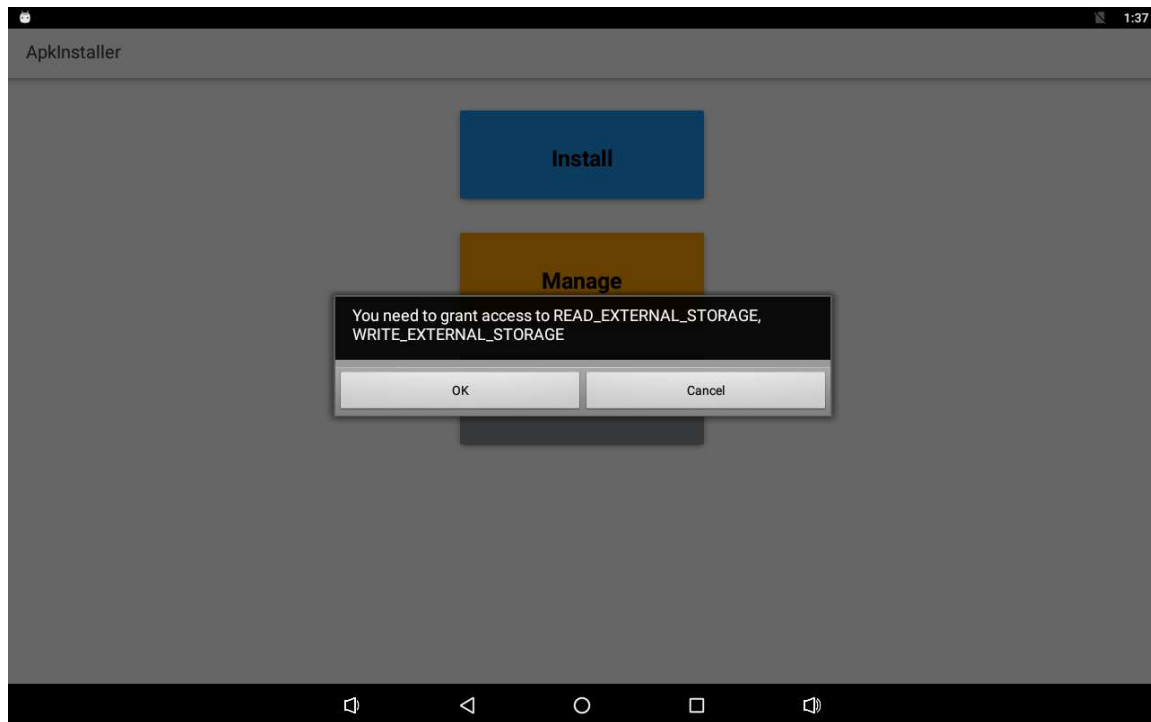 1:37
ApkInstaller
Install
Manage
You need to grant access to READ_EXTERNAL_STORAGE,
WRITE_EXTERNAL_STORAGE
OK
Cancel